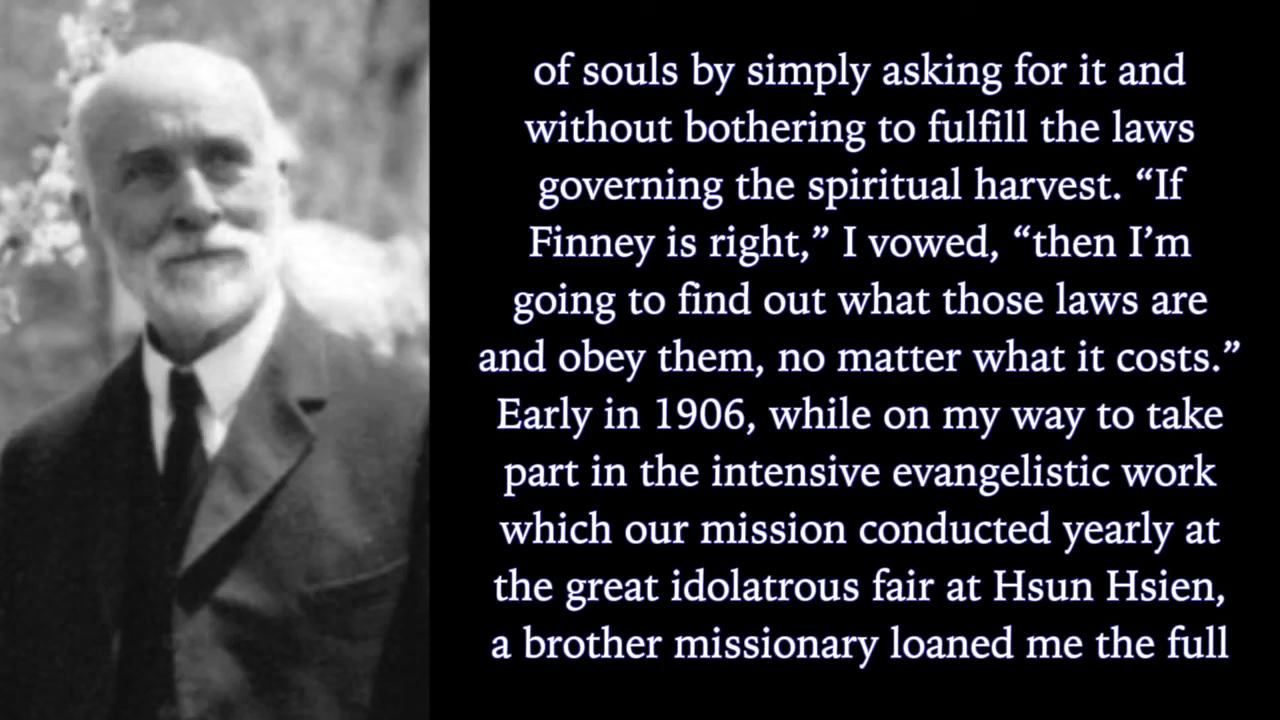 of souls by simply asking for it and
without bothering to fulfill the laws
governing the spiritual harvest. “If
Finney is right,” I vowed, “then I’m
going to find out what those laws are
and obey them, no matter what it costs.”
Early in 1906, while on my way to take
part in the intensive evangelistic work
which our mission conducted yearly at
the great idolatrous fair at Hsun Hsien,
a brother missionary loaned me the full